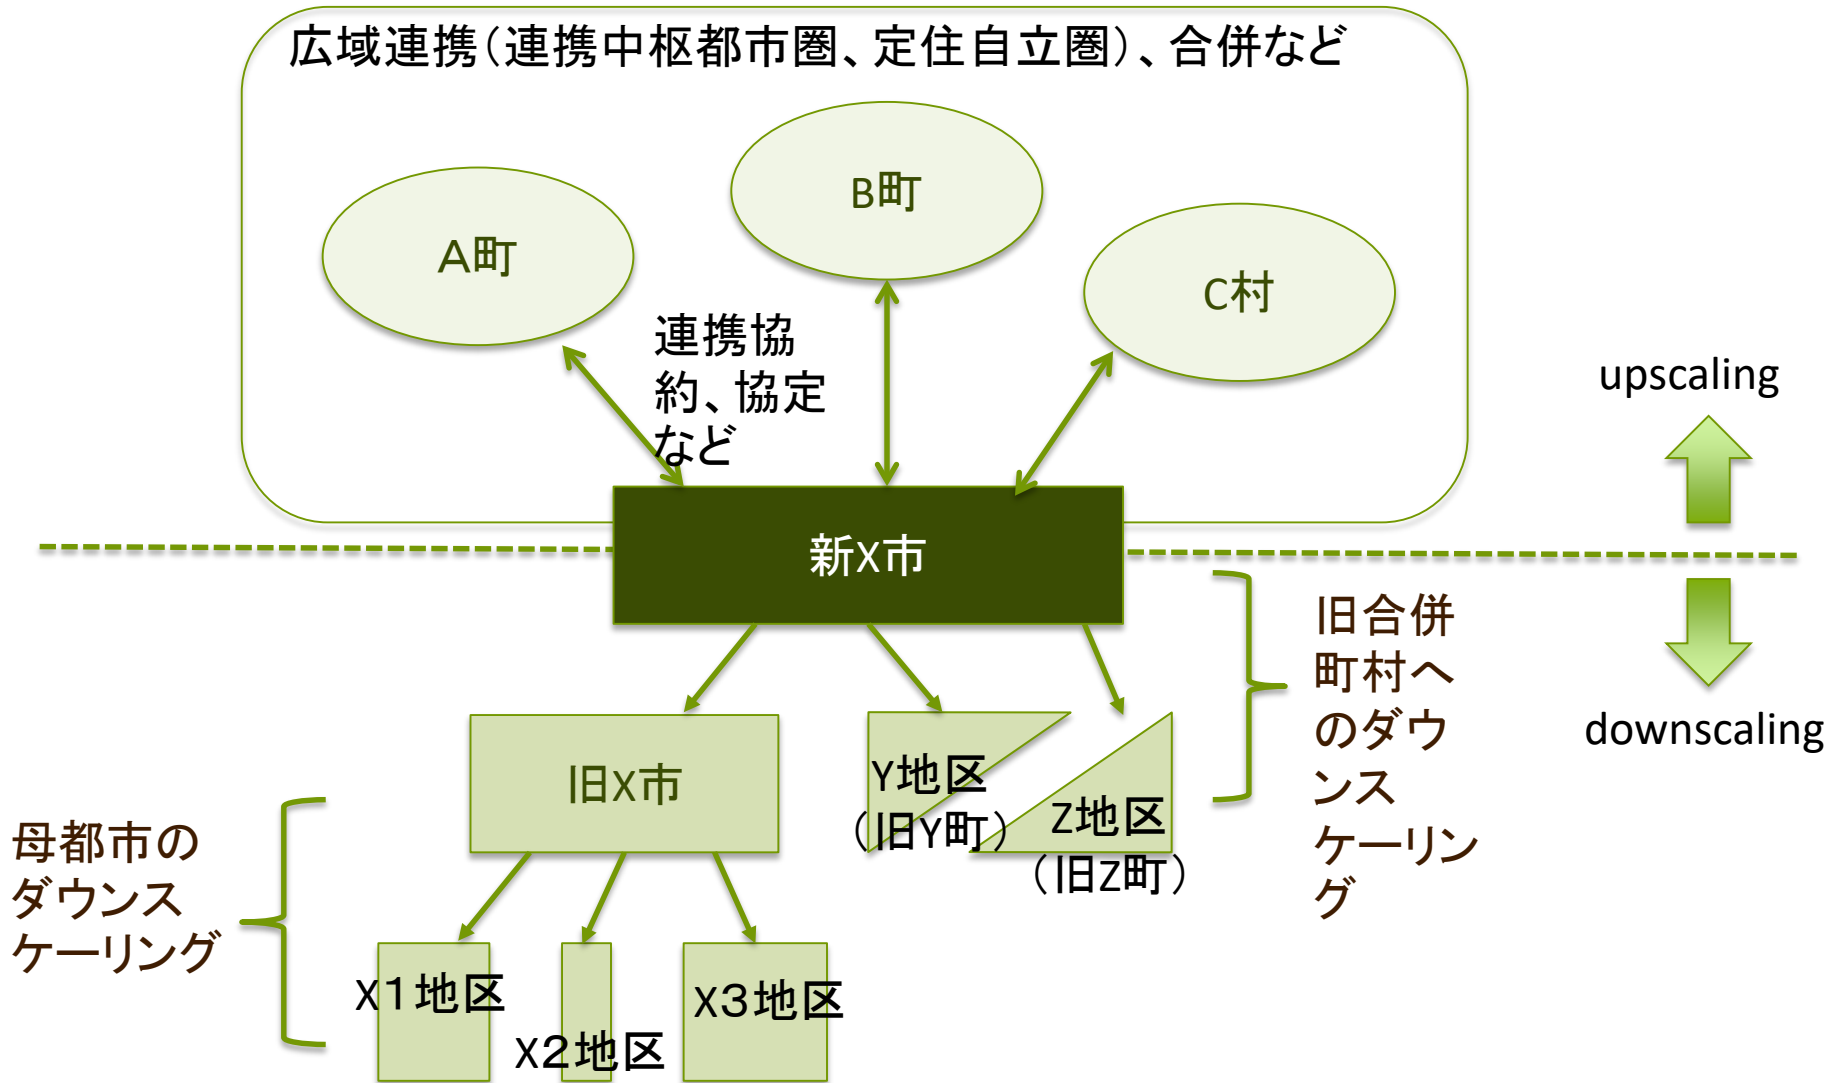 広域連携（連携中枢都市圏、定住自立圏）、合併など
B町
A町
C村
連携協
約、協定
など
upscaling
新X市
旧合併
町村へ
のダウ
ンス
ケーリン
グ
downscaling
旧X市
Y地区
（旧Y町）
Z地区
（旧Z町）
母都市の
ダウンス
ケーリング
X１地区
X２地区
X３地区